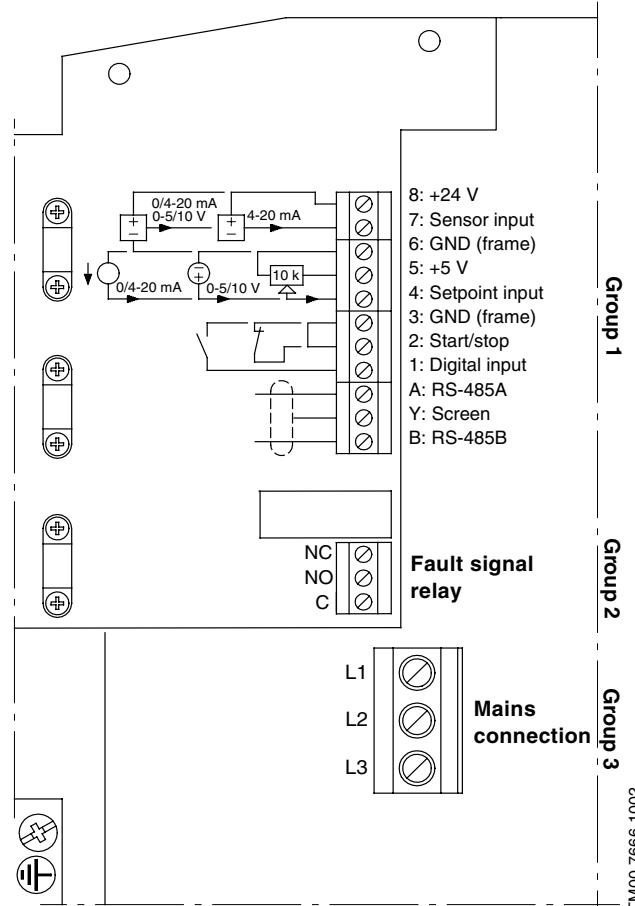 0/4-20 mA
0-5/10 V
4-20 mA
10 k
0/4-20 mA
0-5/10 V
8: +24 V
7: Sensor input
6: GND (frame)
5: +5 V
4: Setpoint input
3: GND (frame)
2: Start/stop
1: Digital input
A: RS-485A
Y: Screen
B: RS-485B
Group 1
NC
NO
C
Fault signal
relay
Group 2
L1
L2
L3
Mains
connection
Group 3
TM00 7666 1002